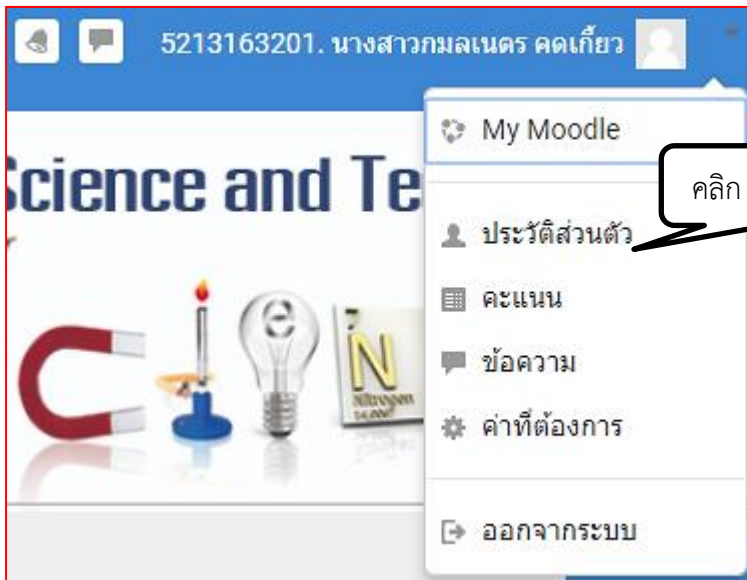 5213163201. นางสาวกมลเนตร คดเกี้ยว
My Moodle
Science and Te
คลิก
ประวัติส่วนตัว
คะแนน
7
N
Nitrogen
14.007
e
ข้อความ
ค่าที่ต้องการ
ออกจากระบบ